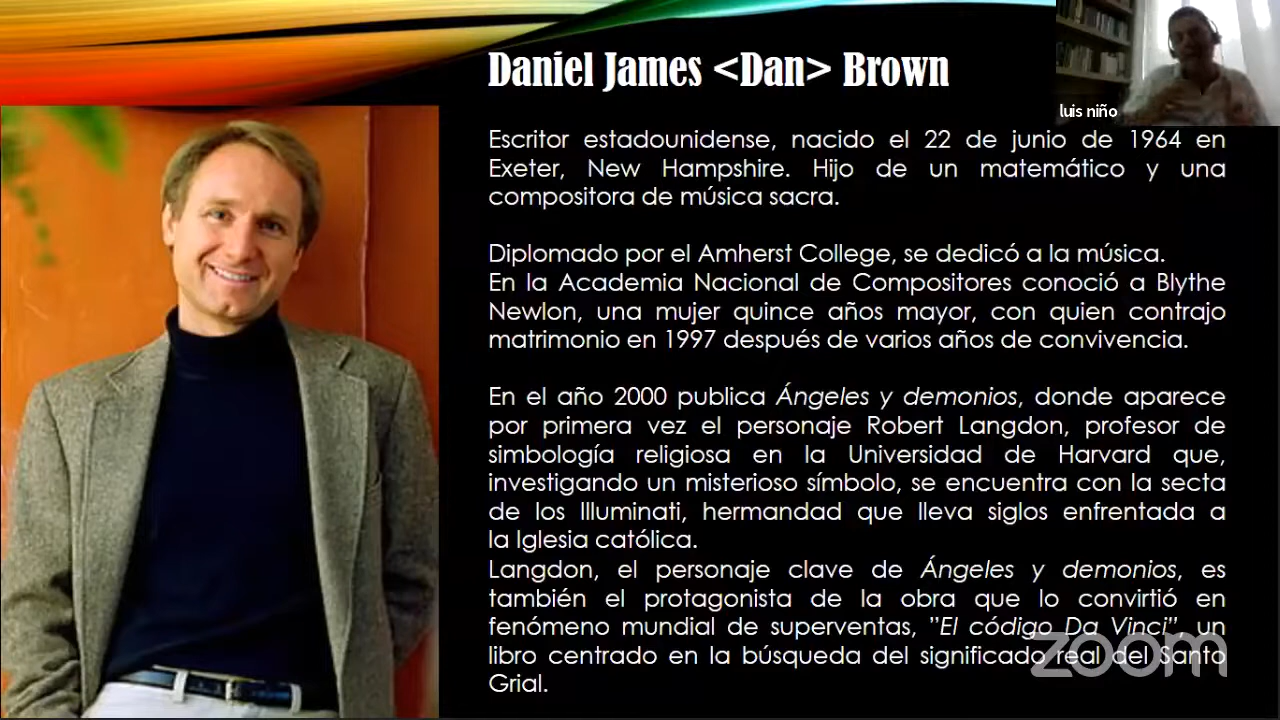 Daniel James <Dan> Brown
luis niño
Escritor estadounidense, nacido el 22 de junio de 1964 en
Exeter, New Hampshire. Hijo de un matemático y una
compositora de música sacra.
Diplomado por el Amherst College, se dedicó a la música.
En la Academia Nacional de Compositores conoció a Blythe
Newlon, una mujer quince años mayor, con quien contrajo
matrimonio en 1997 después de varios años de convivencia.
En el año 2000 publica Ángeles y demonios, donde aparece
por primera vez el personaje Robert Langdon, profesor de
simbología religiosa en la Universidad de Harvard que,
investigando un misterioso símbolo, se encuentra con la secta
de los Illuminati, hermandad que lleva siglos enfrentada a
la Iglesia católica.
Langdon, el personaje clave de Ángeles y demonios, es
también el protagonista de la obra que lo convirtió en
fenómeno mundial de superventas, "El código Da Vinci", un
libro centrado en la búsqueda del significado real del Santo
Grial.
zoom